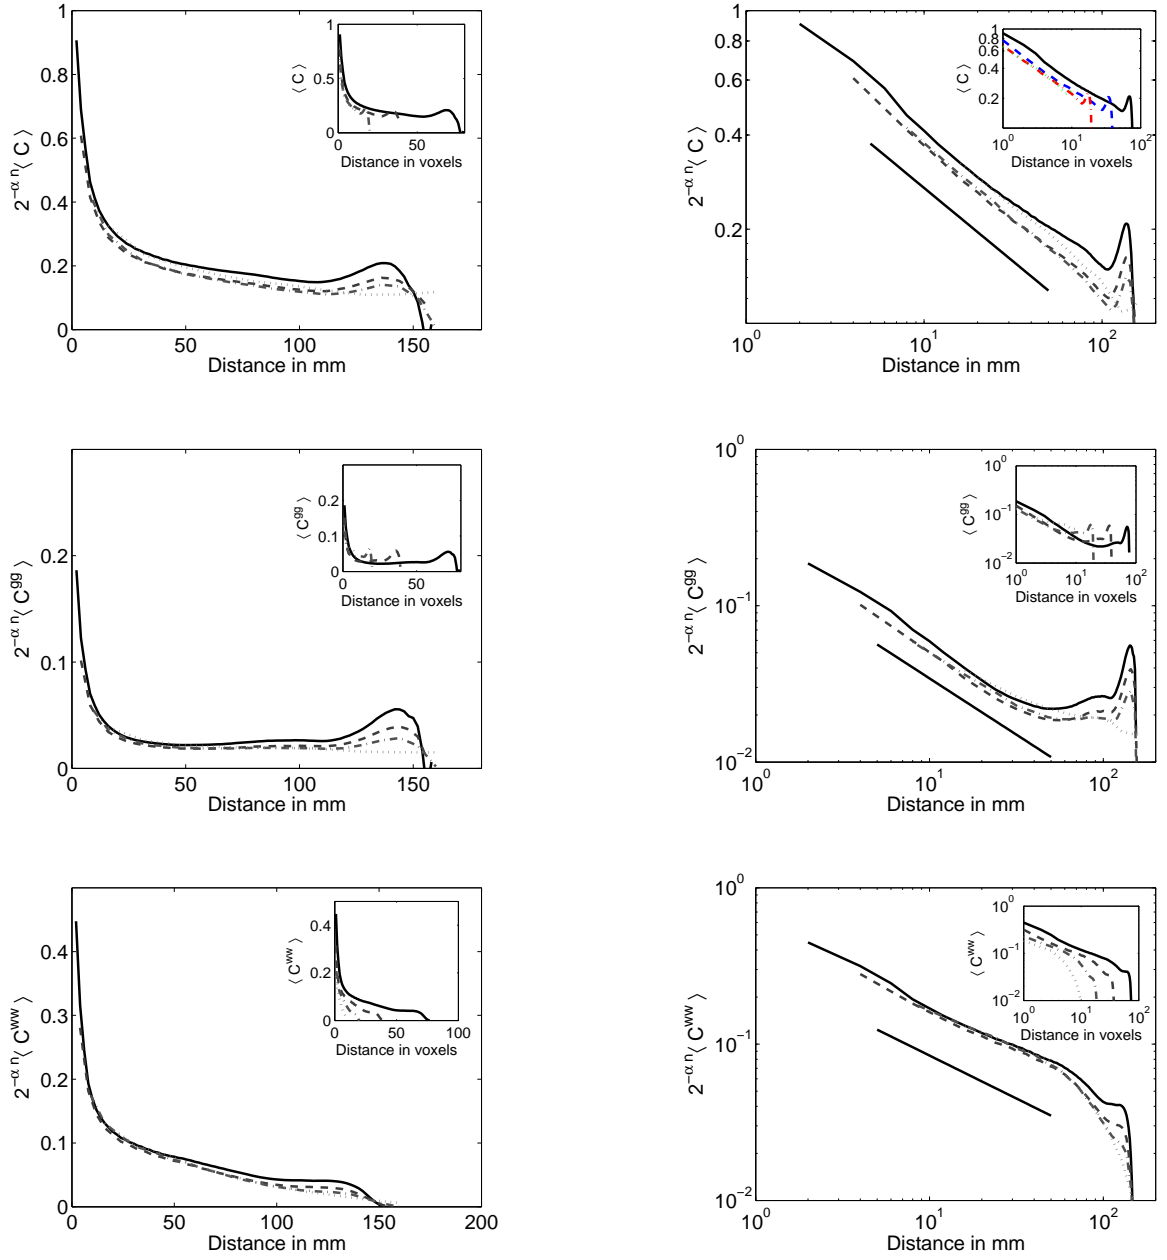 1
0.8
0.6
0.4
0.2
0
0 50 100 150
Distance in mm
2^{−α n}⟨ C ⟩
1
0.5
0
0 50
Distance in voxels
⟨ C ⟩
1
0.8
0.6
0.4
0.2
10^0 10^1 10^2
Distance in mm
2^{−α n}⟨ C ⟩
1
0.8
0.6
0.4
0.2
10^0 10^1 10^2
Distance in voxels
⟨ C ⟩
0.2
0.1
0
0 50 100 150
Distance in mm
2^{−α n}⟨ C^{gg} ⟩
0.2
0.1
0
0 50
Distance in voxels
⟨ C^{gg} ⟩
10^0
10^{−1}
10^{−2}
10^0 10^1 10^2
Distance in mm
2^{−α n}⟨ C^{gg} ⟩
10^0
10^{−1}
10^{−2}
10^0 10^1 10^2
Distance in voxels
⟨ C^{gg} ⟩
0.4
0.3
0.2
0.1
0
0 50 100 150 200
Distance in mm
2^{−α n}⟨ C^{ww} ⟩
0.4
0.2
0
0 50 100
Distance in voxels
⟨ C^{ww} ⟩
10^0
10^{−1}
10^{−2}
10^0 10^1 10^2
Distance in mm
2^{−α n}⟨ C^{ww} ⟩
10^0
10^{−1}
10^{−2}
10^0 10^1 10^2
Distance in voxels
⟨ C^{ww} ⟩